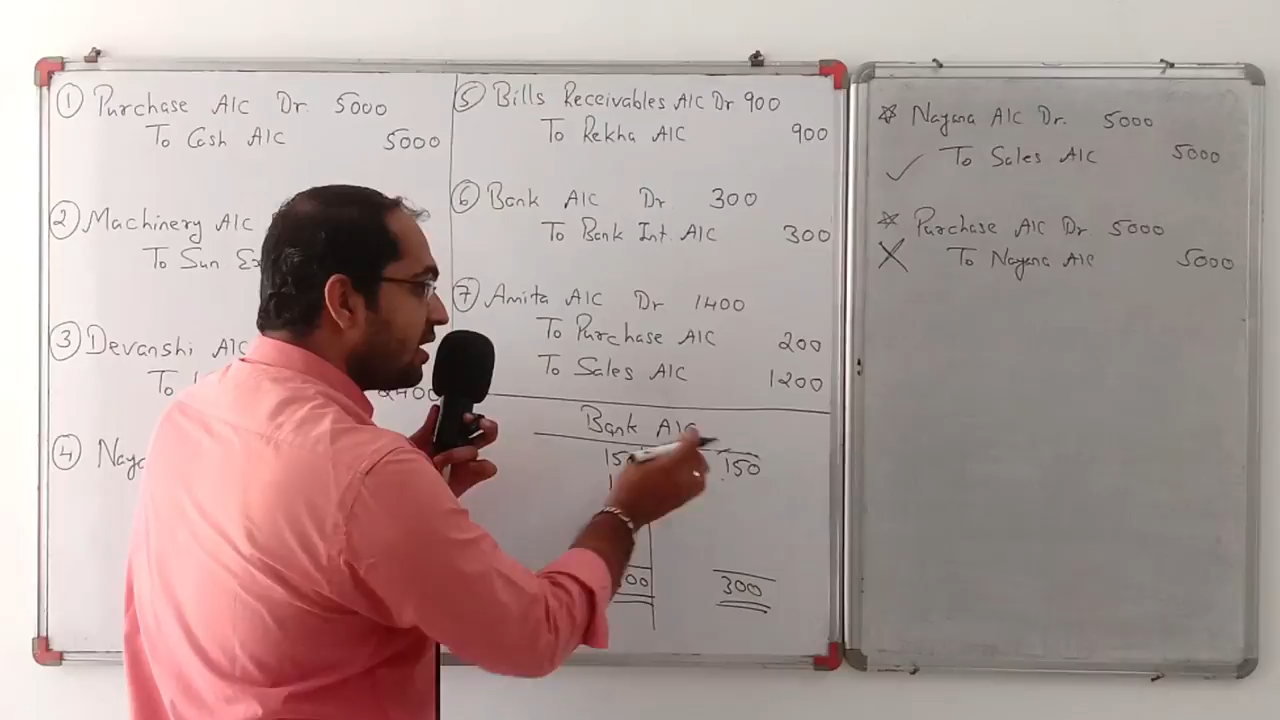 ① Purchase A/C Dr. 5000
To Cash A/C 5000
② Machinery A/C
To Sun
③ Devanshi A/C
To
2400
④
⑤ Bills Receivables A/C Dr 900
To Rekha A/C 900
⑥ Bank A/C Dr 300
To Bank Int. A/C 300
⑦ Amita A/C Dr 1400
To Purchase A/C 200
To Sales A/C 1200
Bank A/C
150
300
Nayana A/C Dr. 5000
✓ To Sales A/C 5000
Purchase A/C Dr 5000
X To Nayana A/C 5000